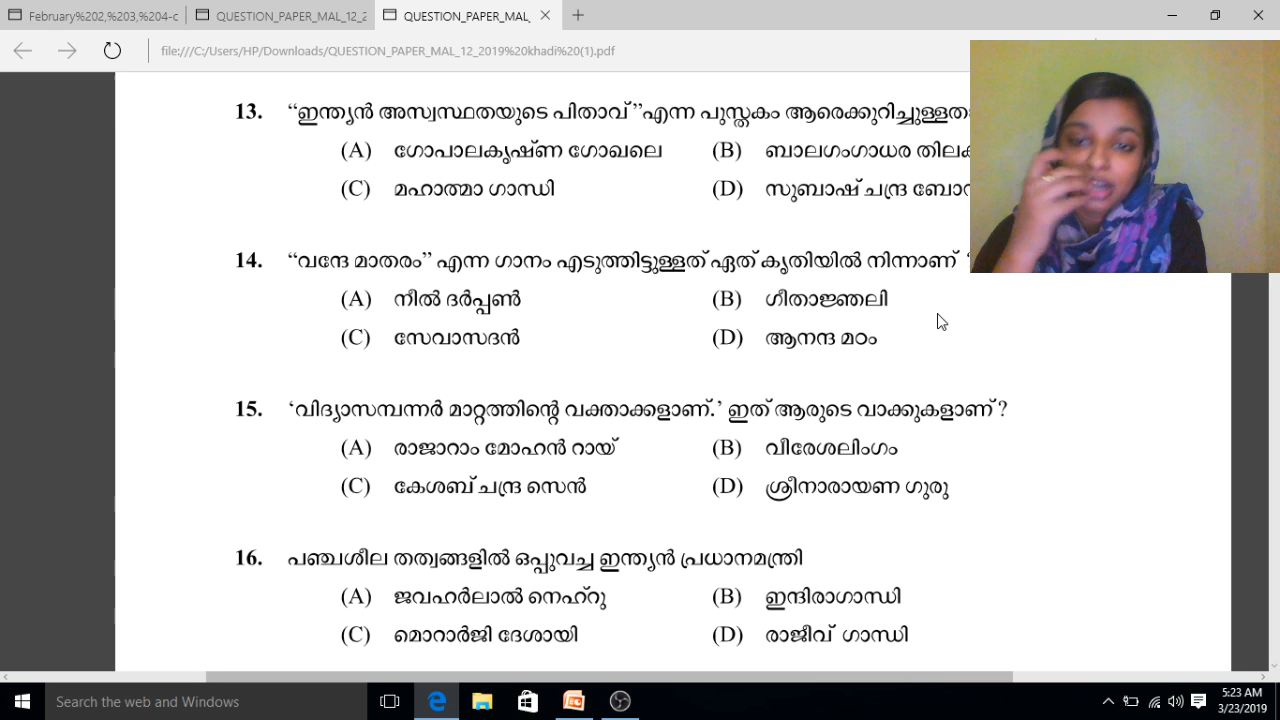 February%202,%203,%204-c
QUESTION_PAPER_MAL_12_2
QUESTION_PAPER_MAL_
file:///C:/Users/HP/Downloads/QUESTION_PAPER_MAL_12_2019%20khadi%20(1).pdf
13. “ഇന്ത്യൻ അസ്വസ്ഥതയുടെ പിതാവ് ”എന്ന പുസ്തകം ആരെക്കുറിച്ചുള്ളത
(A) ഗോപാലകൃഷ്ണ ഗോഖലെ (B) ബാലഗംഗാധര തിലക
(C) മഹാത്മാ ഗാന്ധി (D) സുബാഷ് ചന്ദ്ര ബോ
14. “വന്ദേ മാതരം” എന്ന ഗാനം എടുത്തിട്ടുള്ളത് ഏത് കൃതിയിൽ നിന്നാണ്
(A) നീൽ ദർപ്പൺ (B) ഗീതാജ്ഞലി
(C) സേവാസദൻ (D) ആനന്ദ മഠം
15. ‘വിദ്യാസമ്പന്നർ മാറ്റത്തിന്റെ വക്താക്കളാണ്.’ ഇത് ആരുടെ വാക്കുകളാണ് ?
(A) രാജാറാം മോഹൻ റായ് (B) വീരേശലിംഗം
(C) കേശബ് ചന്ദ്ര സെൻ (D) ശ്രീനാരായണ ഗുരു
16. പഞ്ചശീല തത്വങ്ങളിൽ ഒപ്പുവച്ച ഇന്ത്യൻ പ്രധാനമന്ത്രി
(A) ജവഹർലാൽ നെഹ്റു (B) ഇന്ദിരാഗാന്ധി
(C) മൊറാർജി ദേശായി (D) രാജീവ് ഗാന്ധി
Search the web and Windows
5:23 AM
3/23/2019